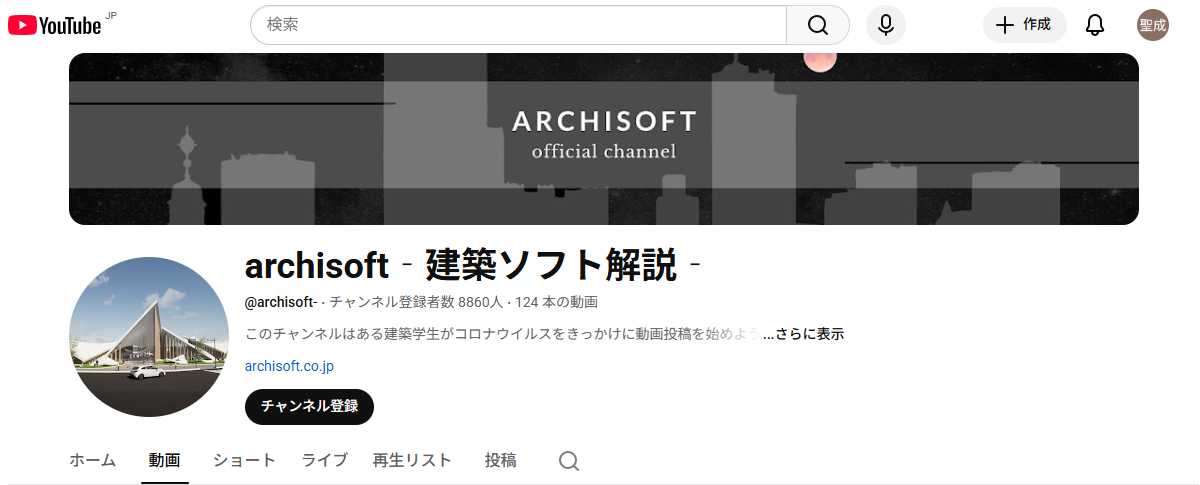 YouTube JP
検索
作成
聖成
ARCHISOFT
official channel
archisoft‐建築ソフト解説‐
@archisoft-・チャンネル登録者数 8860人・124 本の動画
このチャンネルはある建築学生がコロナウイルスをきっかけに動画投稿を始めよう ...さらに表示
archisoft.co.jp
チャンネル登録
ホーム 動画 ショート ライブ 再生リスト 投稿